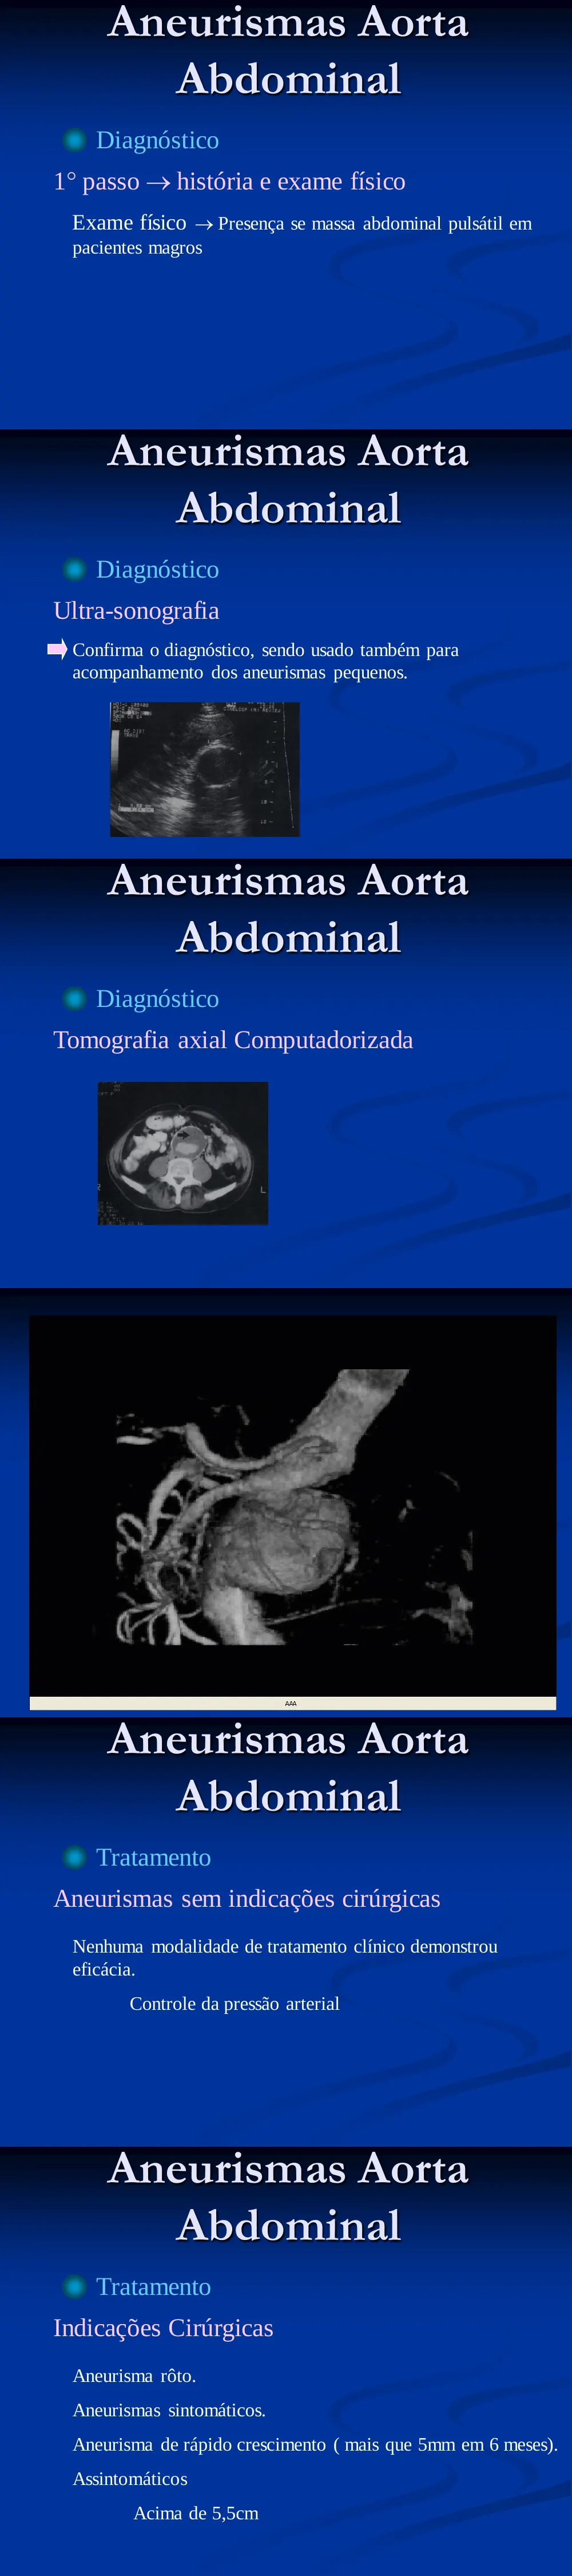 Aneurismas Aorta
Abdominal
Diagnóstico
1° passo → história e exame físico
Exame físico → Presença se massa abdominal pulsátil em
pacientes magros
Aneurismas Aorta
Abdominal
Diagnóstico
Ultra-sonografia
Confirma o diagnóstico, sendo usado também para
acompanhamento dos aneurismas pequenos.
Aneurismas Aorta
Abdominal
Diagnóstico
Tomografia axial Computadorizada
L
AAA
Aneurismas Aorta
Abdominal
Tratamento
Aneurismas sem indicações cirúrgicas
Nenhuma modalidade de tratamento clínico demonstrou
eficácia.
Controle da pressão arterial
Aneurismas Aorta
Abdominal
Tratamento
Indicações Cirúrgicas
Aneurisma rôto.
Aneurismas sintomáticos.
Aneurisma de rápido crescimento ( mais que 5mm em 6 meses).
Assintomáticos
Acima de 5,5cm